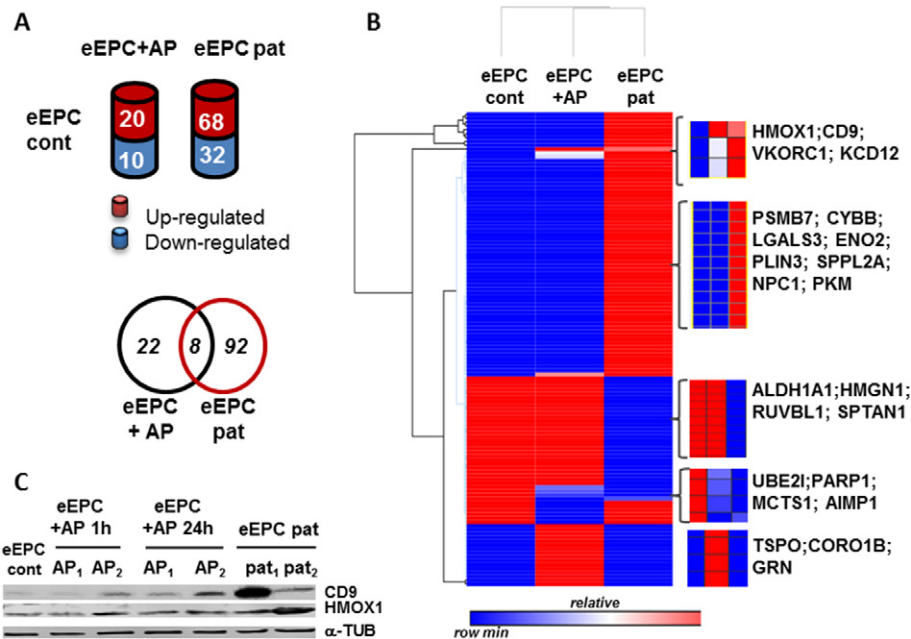 A
eEPC+AP eEPC pat
eEPC
cont
20 68
10 32
Up-regulated
Down-regulated
22 8 92
eEPC
+ AP
eEPC
pat
B
eEPC
cont
eEPC
+AP
eEPC
pat
HMOX1;CD9;
VKORC1; KCD12
PSMB7; CYBB;
LGALS3; ENO2;
PLIN3; SPPL2A;
NPC1; PKM
ALDH1A1;HMGN1;
RUVBL1; SPTAN1
UBE2I;PARP1;
MCTS1; AIMP1
TSPO;CORO1B;
GRN
relative
row min
C
eEPC
cont
eEPC
+AP 1h
eEPC
+AP 24h
eEPC pat
AP₁ AP₂ AP₁ AP₂ pat₁ pat₂
CD9
HMOX1
α-TUB